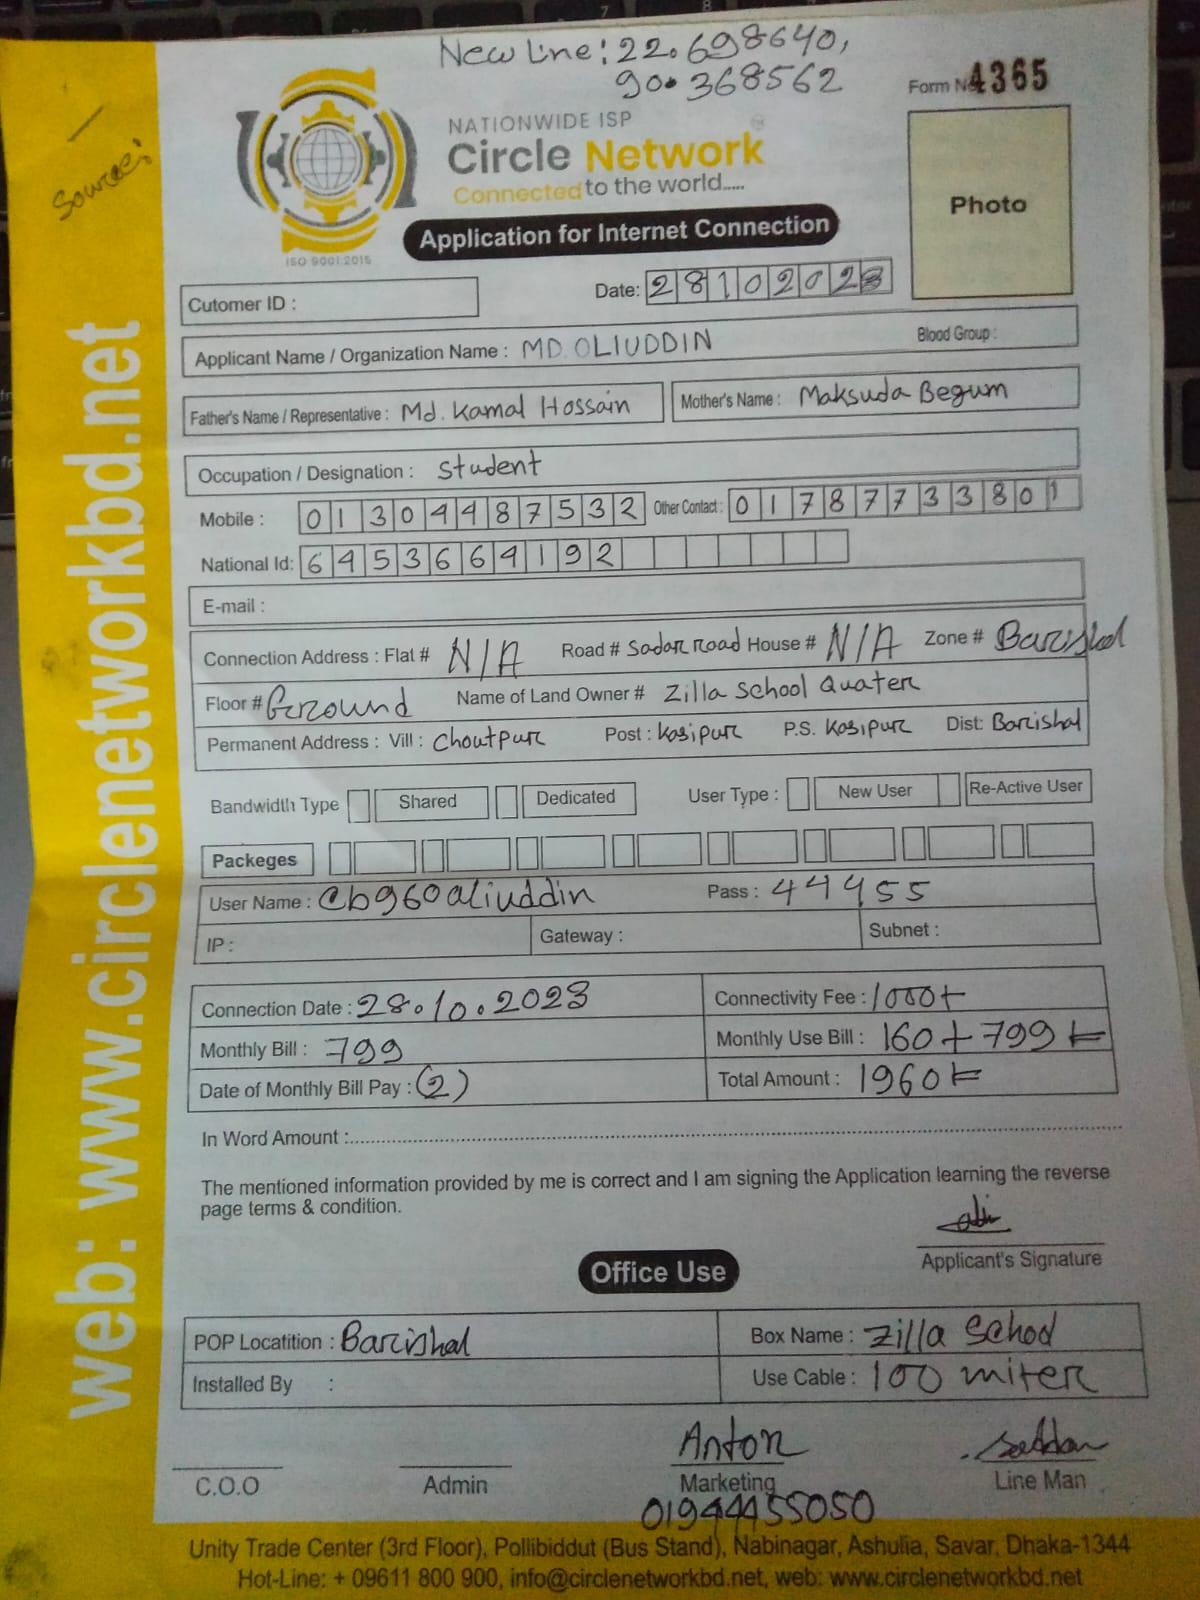 New Line: 22.698640,
90.368562
Form No 4365
Source:
NATIONWIDE ISP
Circle Network
Connected to the world.....
ISO 9001:2015
Application for Internet Connection
Photo
Cutomer ID :
Date: 28102023
Applicant Name / Organization Name : MD. OLIUDDIN Blood Group :
Father's Name / Representative : Md. Kamal Hossain Mother's Name : Maksuda Begum
Occupation / Designation : Student
Mobile : 01304487532 Other Contact : 01787733801
National Id: 6453664192
E-mail :
Connection Address : Flat # N/A Road # Sadar road House # N/A Zone # Barishal
Floor # Ground Name of Land Owner # Zilla School Quater
Permanent Address : Vill : Choutpur Post : Kasipur P.S. Kasipur Dist: Barishal
Bandwidth Type Shared Dedicated User Type : New User Re-Active User
Packeges
User Name : cb960aliuddin Pass : 44455
IP : Gateway : Subnet :
Connection Date : 28.10.2023 Connectivity Fee : 1000+
Monthly Bill : 799 Monthly Use Bill : 160+799
Date of Monthly Bill Pay : (2) Total Amount : 1960
In Word Amount :
The mentioned information provided by me is correct and I am signing the Application learning the reverse
page terms & condition.
Applicant's Signature
Office Use
POP Locatition : Barishal Box Name : Zilla School
Installed By : Use Cable : 100 miter
Anton
C.O.O Admin Marketing Line Man
01944455050
Unity Trade Center (3rd Floor), Pollibiddut (Bus Stand), Nabinagar, Ashulia, Savar, Dhaka-1344
Hot-Line: + 09611 800 900, info@circlenetworkbd.net, web: www.circlenetworkbd.net
web: www.circlenetworkbd.net